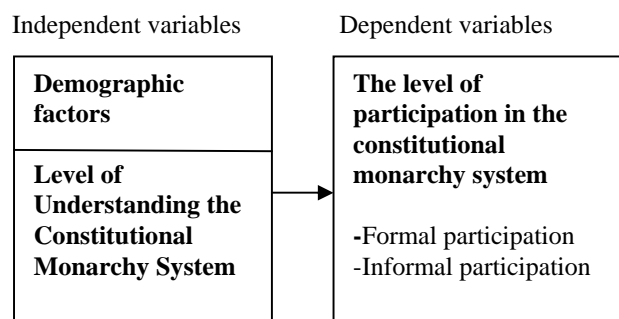 Independent variables
Dependent variables
Demographic
factors
Level of
Understanding the
Constitutional
Monarchy System
The level of
participation in the
constitutional
monarchy system
-Formal participation
-Informal participation